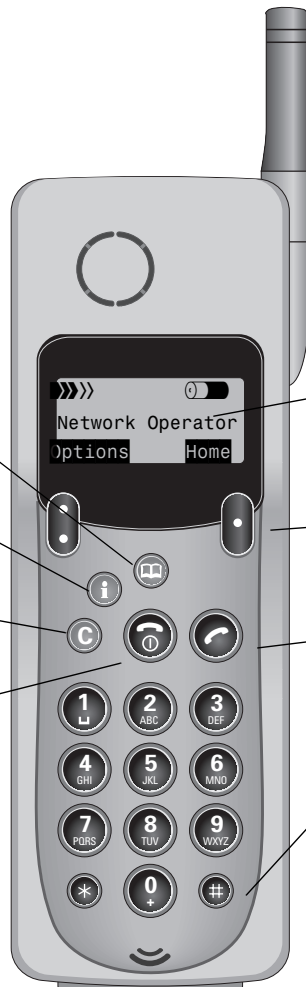 Network Operator
Options Home
i
C
1 2 3
ABC DEF
4 5 6
GHI JKL MNO
7 8 9
PQRS TUV WXYZ
* 0 #
+